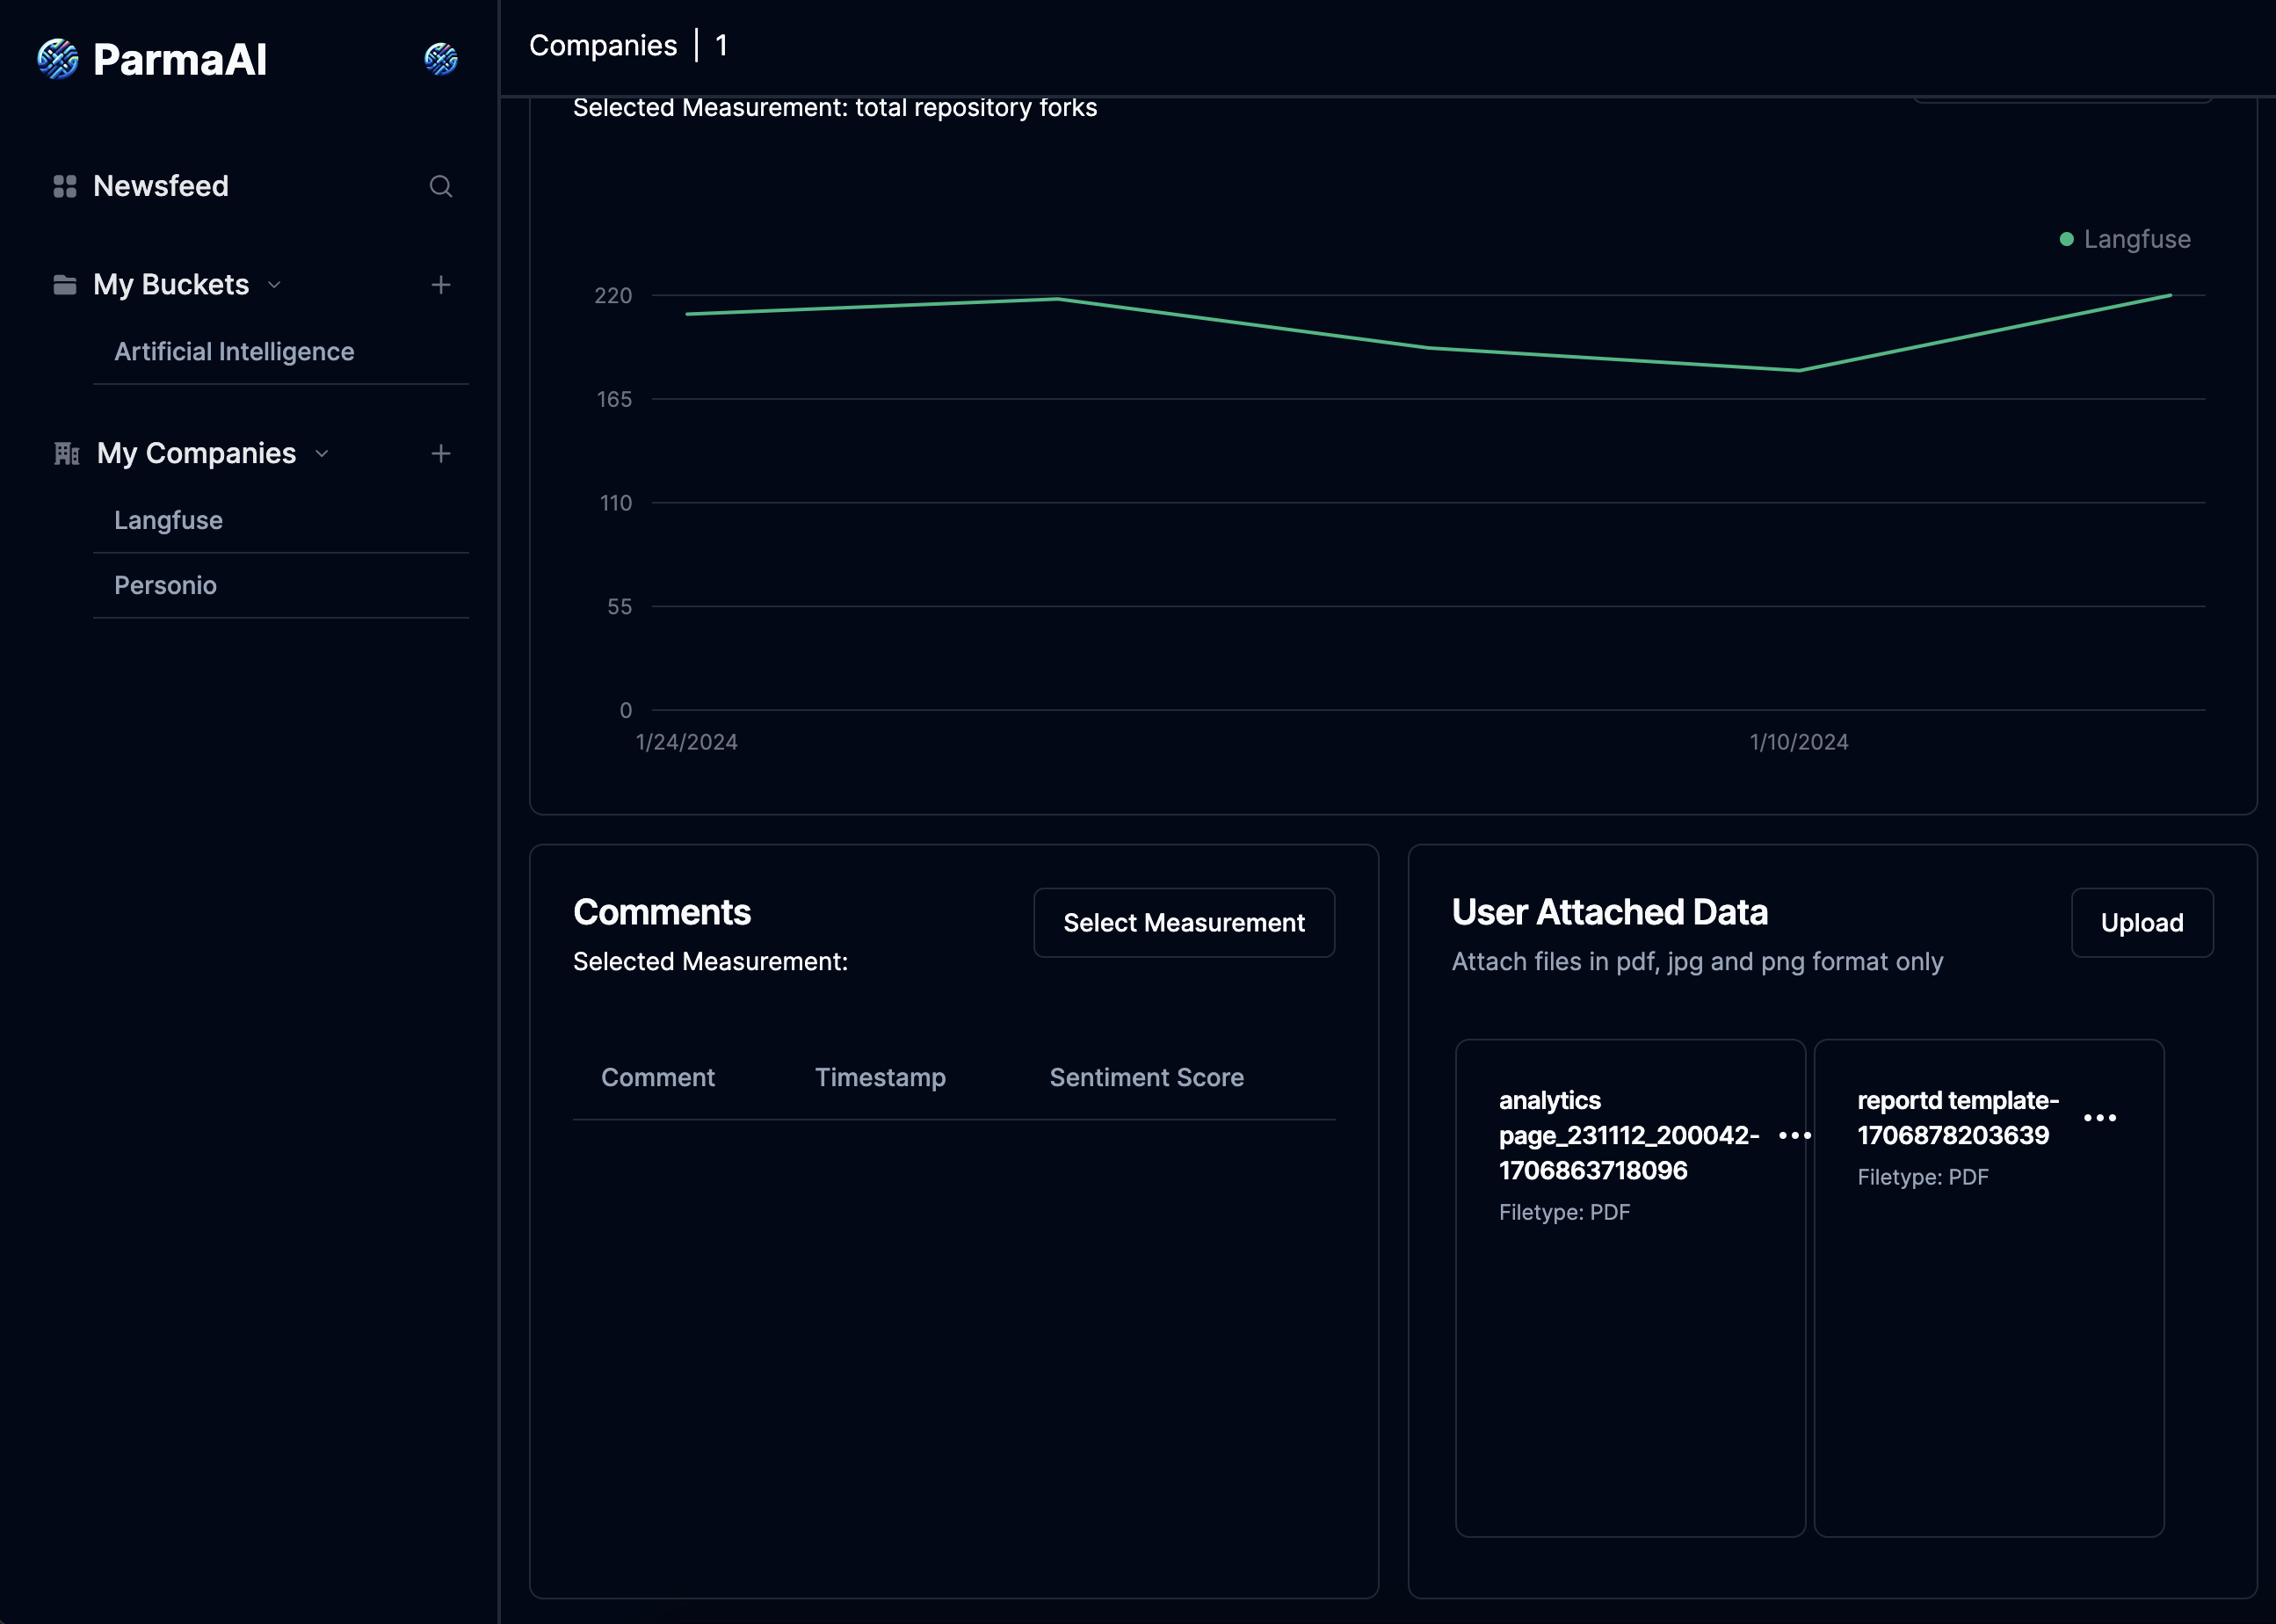 ParmaAI
Newsfeed
My Buckets
Artificial Intelligence
My Companies
Langfuse
Personio
Companies | 1
Selected Measurement: total repository forks
Langfuse
220
165
110
55
0
1/24/2024
1/10/2024
Comments
Select Measurement
Selected Measurement:
Comment Timestamp Sentiment Score
User Attached Data
Upload
Attach files in pdf, jpg and png format only
analytics
page_231112_200042-
1706863718096
Filetype: PDF
reportd template-
1706878203639
Filetype: PDF